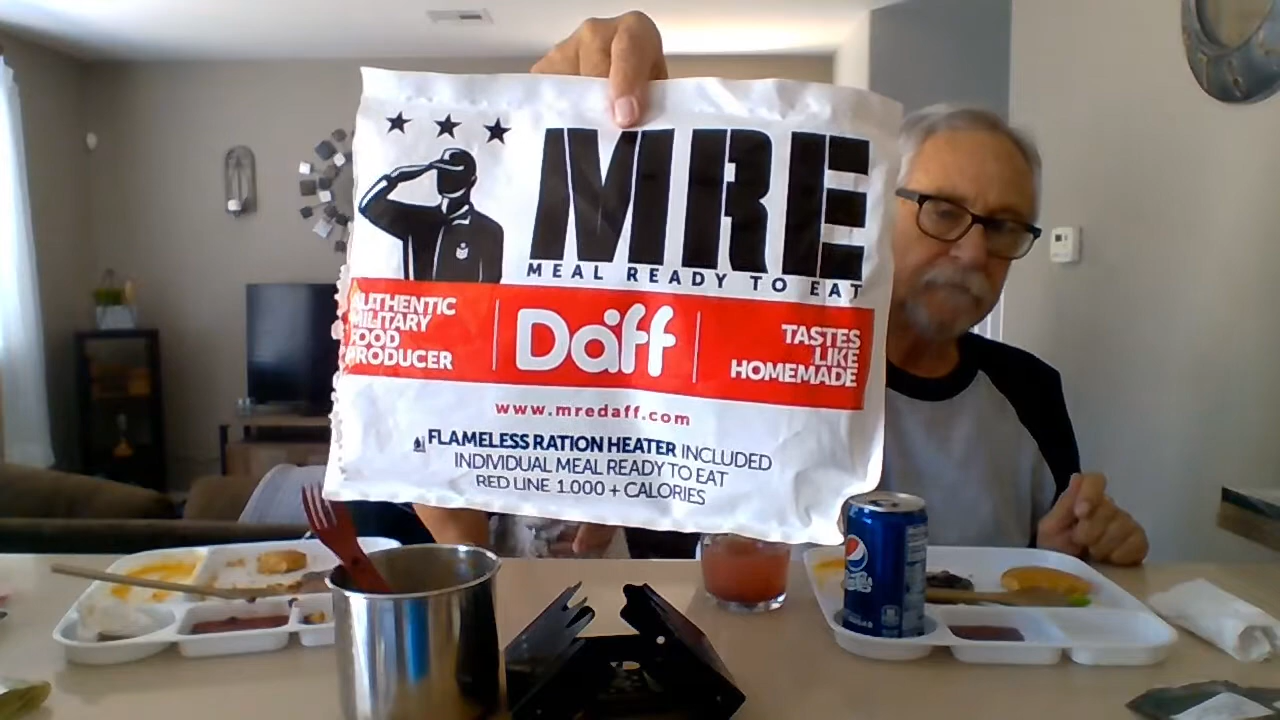 MRE
MEAL READY TO EAT
AUTHENTIC
MILITARY
FOOD
PRODUCER
Daff
TASTES
LIKE
HOMEMADE
www.mredaff.com
FLAMELESS RATION HEATER INCLUDED
INDIVIDUAL MEAL READY TO EAT
RED LINE 1.000 + CALORIES